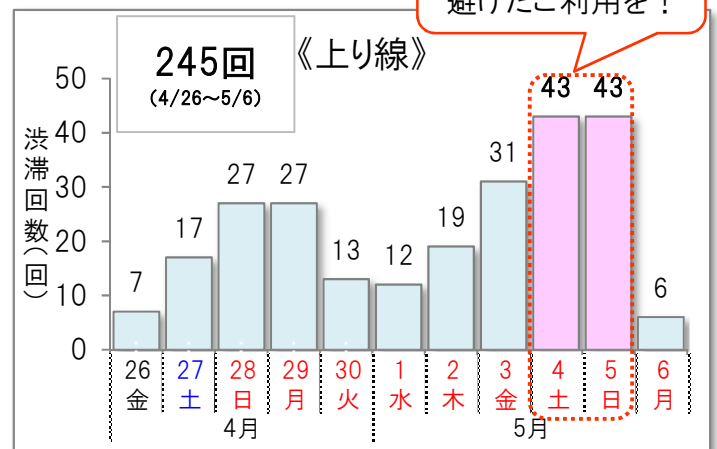 避けたご利用を!
245回
(4/26~5/6)
《上り線》
渋滞回数(回)
50
40
30
20
10
0
7
17
27
27
13
12
19
31
43
43
6
26 27 28 29 30 1 2 3 4 5 6
金 土 日 月 火 水 木 金 土 日 月
4月 5月